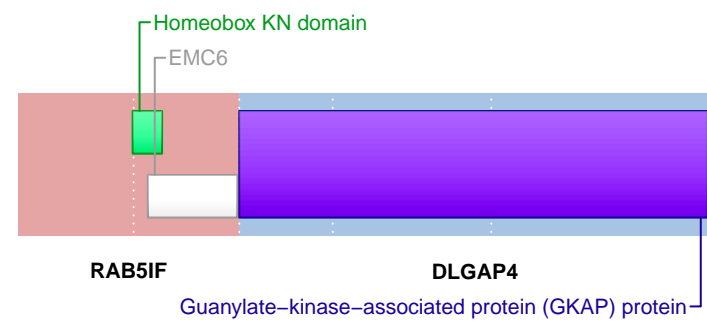 Homeobox KN domain
EMC6
RAB5IF
DLGAP4
Guanylate−kinase−associated protein (GKAP) protein